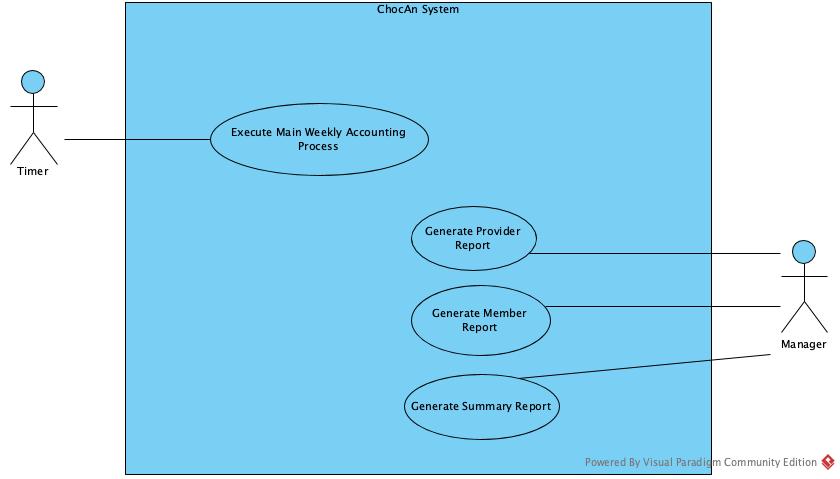 ChocAn System
Execute Main Weekly Accounting
Process
Timer
Generate Provider
Report
Generate Member
Report
Manager
Generate Summary Report
Powered By Visual Paradigm Community Edition